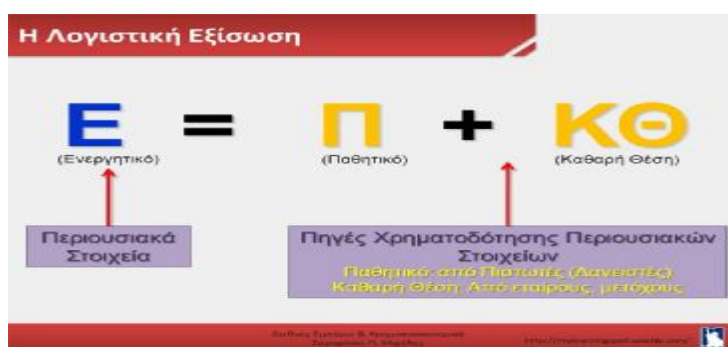 Η Λογιστική Εξίσωση
Ε = Π + ΚΘ
(Ενεργητικό) (Παθητικό) (Καθαρή Θέση)
Περιουσιακά
Στοιχεία
Πηγές Χρηματοδότησης Περιουσιακών
Στοιχείων
Παθητικό: από Πιστωτές (Δανειστές)
Καθαρή Θέση: Από εταίρους, μετόχους